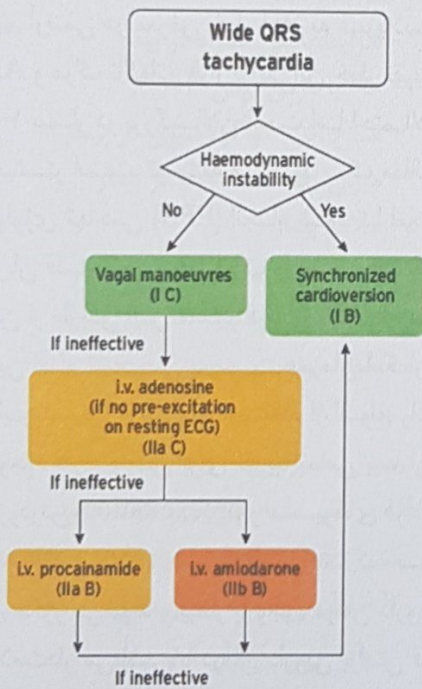 Wide QRS
tachycardia
Haemodynamic
instability
No
Yes
Vagal manoeuvres
(I C)
Synchronized
cardioversion
(I B)
If ineffective
i.v. adenosine
(if no pre-excitation
on resting ECG)
(IIa C)
If ineffective
i.v. procainamide
(IIa B)
i.v. amiodarone
(IIb B)
If ineffective